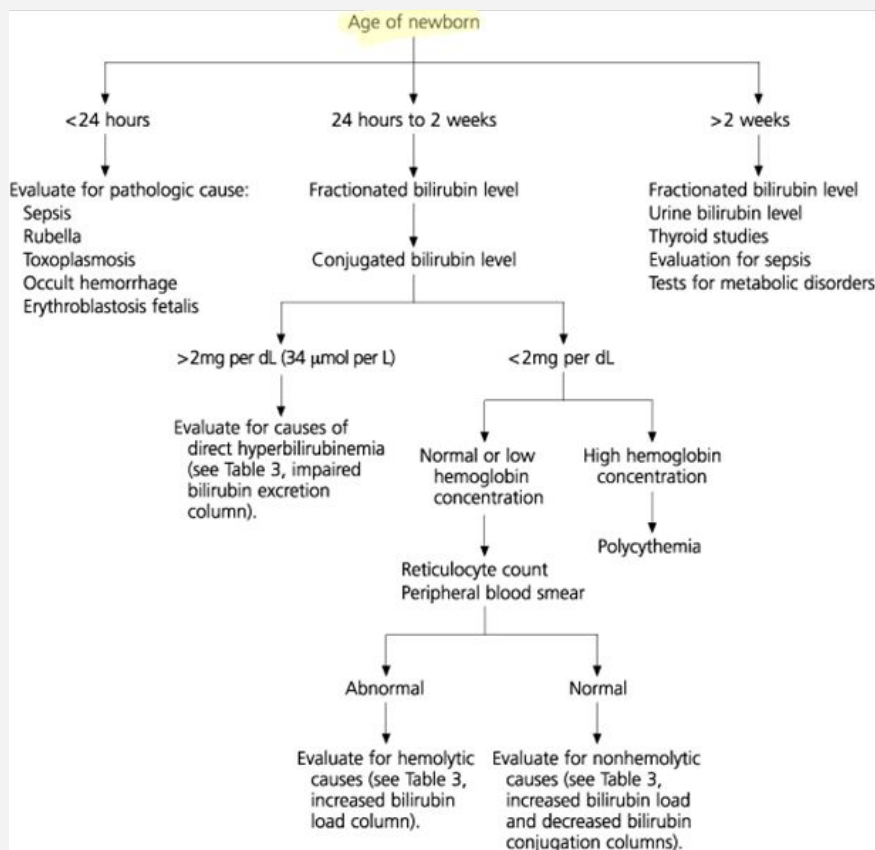 Age of newborn
<24 hours
24 hours to 2 weeks
>2 weeks
Evaluate for pathologic cause:
Sepsis
Rubella
Toxoplasmosis
Occult hemorrhage
Erythroblastosis fetalis
Fractionated bilirubin level
Conjugated bilirubin level
Fractionated bilirubin level
Urine bilirubin level
Thyroid studies
Evaluation for sepsis
Tests for metabolic disorders
>2mg per dL (34 μmol per L)
<2mg per dL
Evaluate for causes of
direct hyperbilirubinemia
(see Table 3, impaired
bilirubin excretion
column).
Normal or low
hemoglobin
concentration
High hemoglobin
concentration
Polycythemia
Reticulocyte count
Peripheral blood smear
Abnormal
Normal
Evaluate for hemolytic
causes (see Table 3,
increased bilirubin
load column).
Evaluate for nonhemolytic
causes (see Table 3,
increased bilirubin load
and decreased bilirubin
conjugation columns).